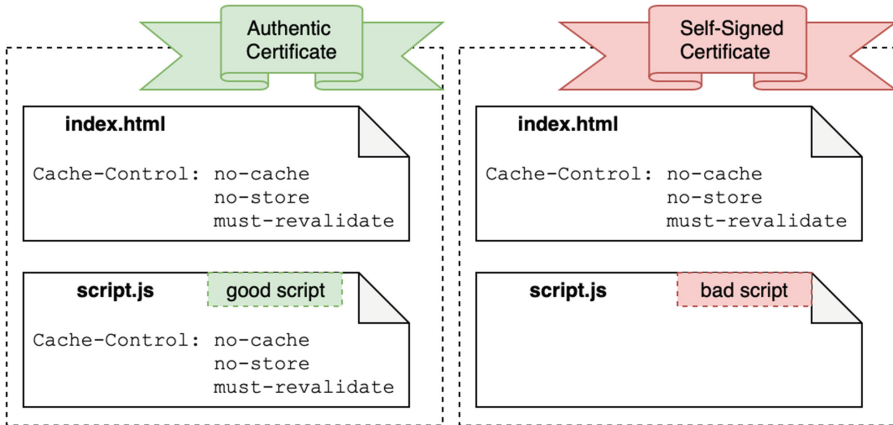 Authentic
Certificate
index.html
Cache-Control: no-cache
no-store
must-revalidate
script.js
good script
Cache-Control: no-cache
no-store
must-revalidate
Self-Signed
Certificate
index.html
Cache-Control: no-cache
no-store
must-revalidate
script.js
bad script